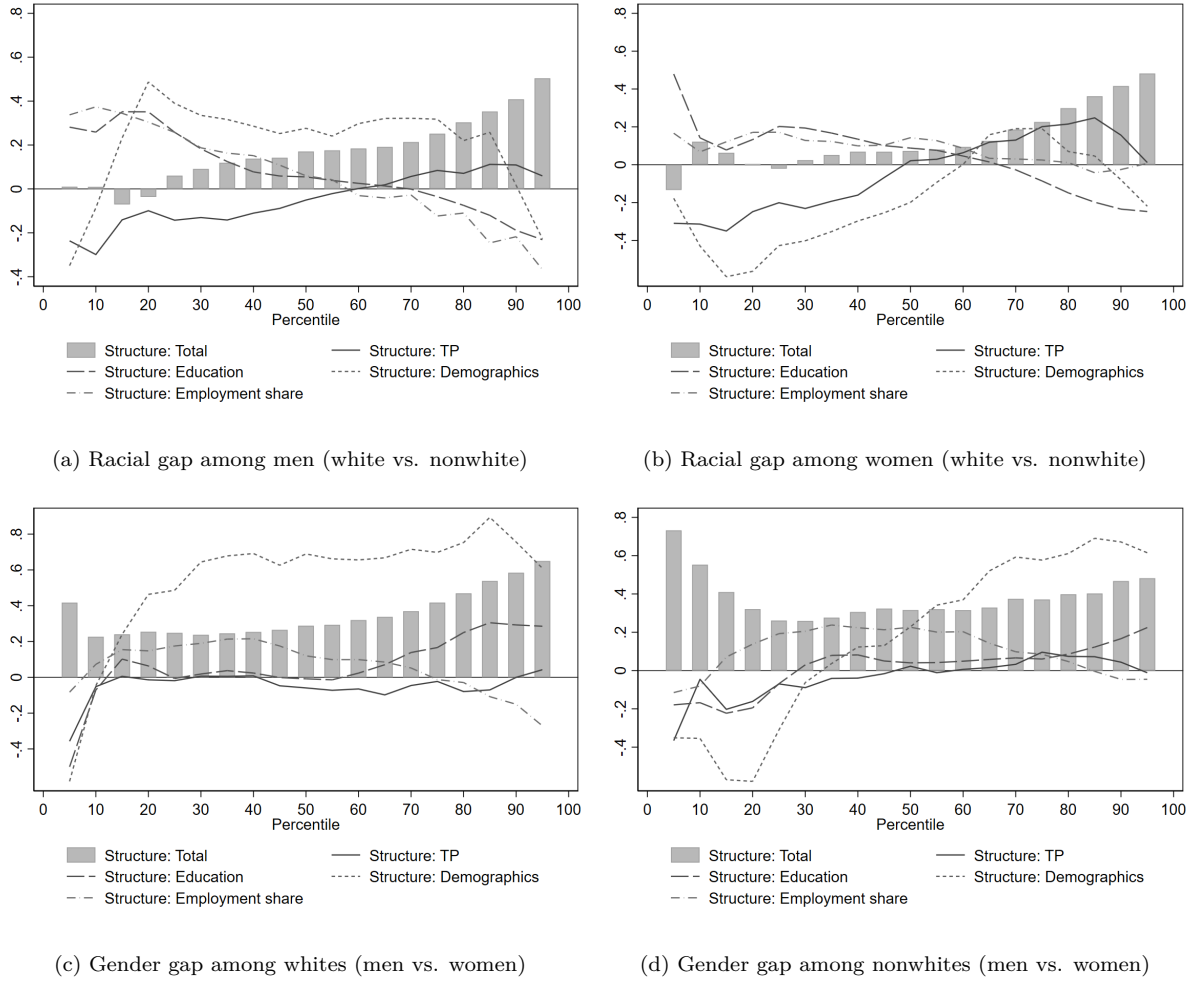 .8
.6
.4
.2
0
-.2
-.4
0 10 20 30 40 50 60 70 80 90 100
Percentile
Structure: Total
Structure: TP
Structure: Education
Structure: Demographics
Structure: Employment share
(a) Racial gap among men (white vs. nonwhite)
.8
.6
.4
.2
0
-.2
-.4
0 10 20 30 40 50 60 70 80 90 100
Percentile
Structure: Total
Structure: TP
Structure: Education
Structure: Demographics
Structure: Employment share
(b) Racial gap among women (white vs. nonwhite)
.8
.6
.4
.2
0
-.2
-.4
0 10 20 30 40 50 60 70 80 90 100
Percentile
Structure: Total
Structure: TP
Structure: Education
Structure: Demographics
Structure: Employment share
(c) Gender gap among whites (men vs. women)
.8
.6
.4
.2
0
-.2
-.4
0 10 20 30 40 50 60 70 80 90 100
Percentile
Structure: Total
Structure: TP
Structure: Education
Structure: Demographics
Structure: Employment share
(d) Gender gap among nonwhites (men vs. women)